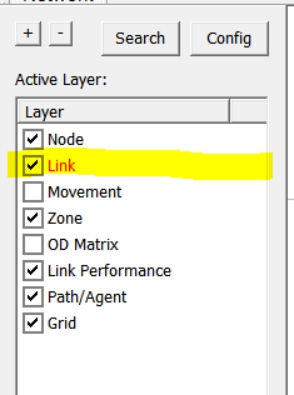 + - Search Config
Active Layer:
Layer
Node
Link
Movement
Zone
OD Matrix
Link Performance
Path/Agent
Grid